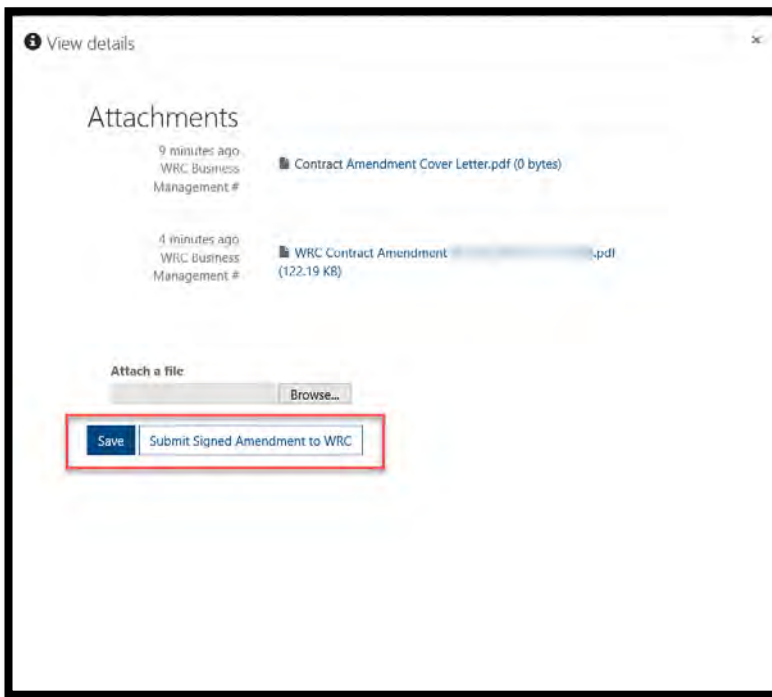 View details
×
Attachments
9 minutes ago
WRC Business
Management #
Contract Amendment Cover Letter.pdf (0 bytes)
4 minutes ago
WRC Business
Management #
WRC Contract Amendment .pdf
(122.19 KB)
Attach a file
Browse...
Save
Submit Signed Amendment to WRC